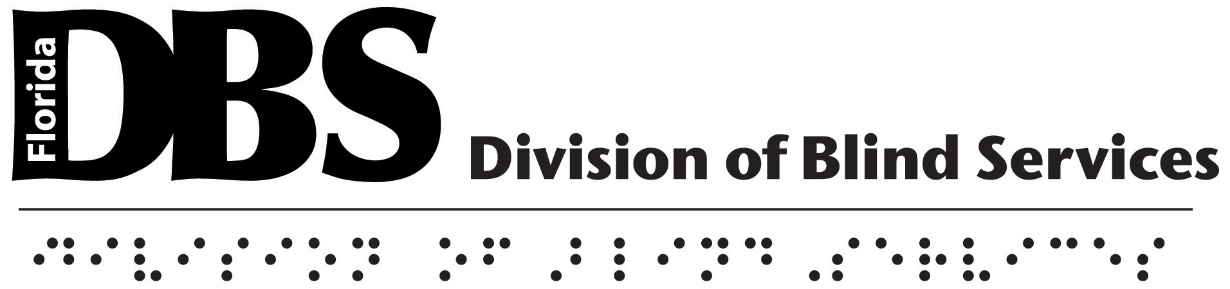 Florida
DBS
Division of Blind Services
⠐⠙⠊⠧⠊⠎⠊⠕⠝ ⠕⠋ ⠠⠃⠇⠊⠝⠙ ⠠⠎⠑⠗⠧⠊⠉⠑⠎